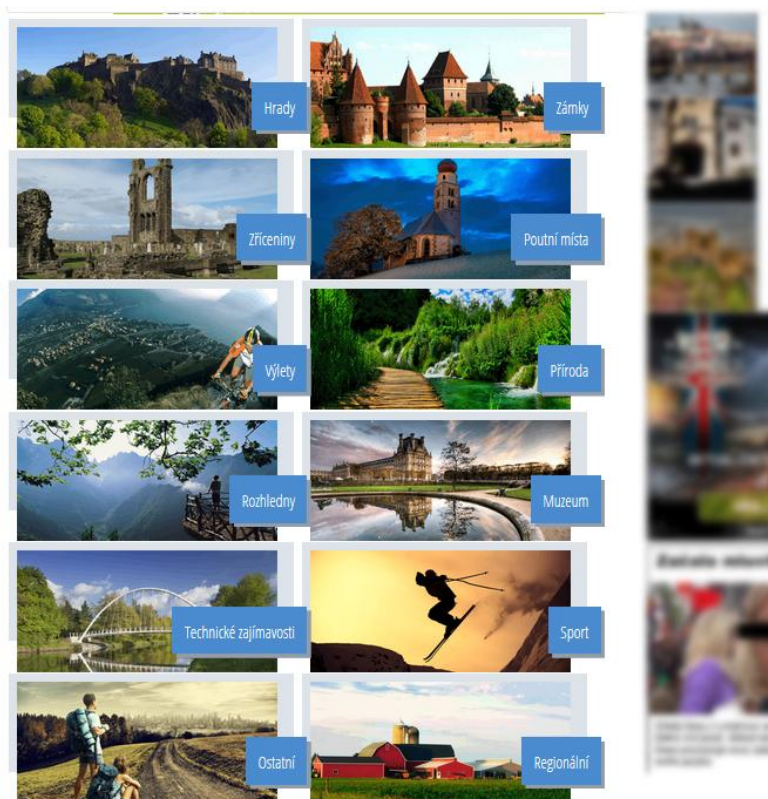 Hrady
Zámky
Zříceniny
Poutní místa
Výlety
Příroda
Rozhledny
Muzeum
Technické zajímavosti
Sport
Ostatní
Regionální